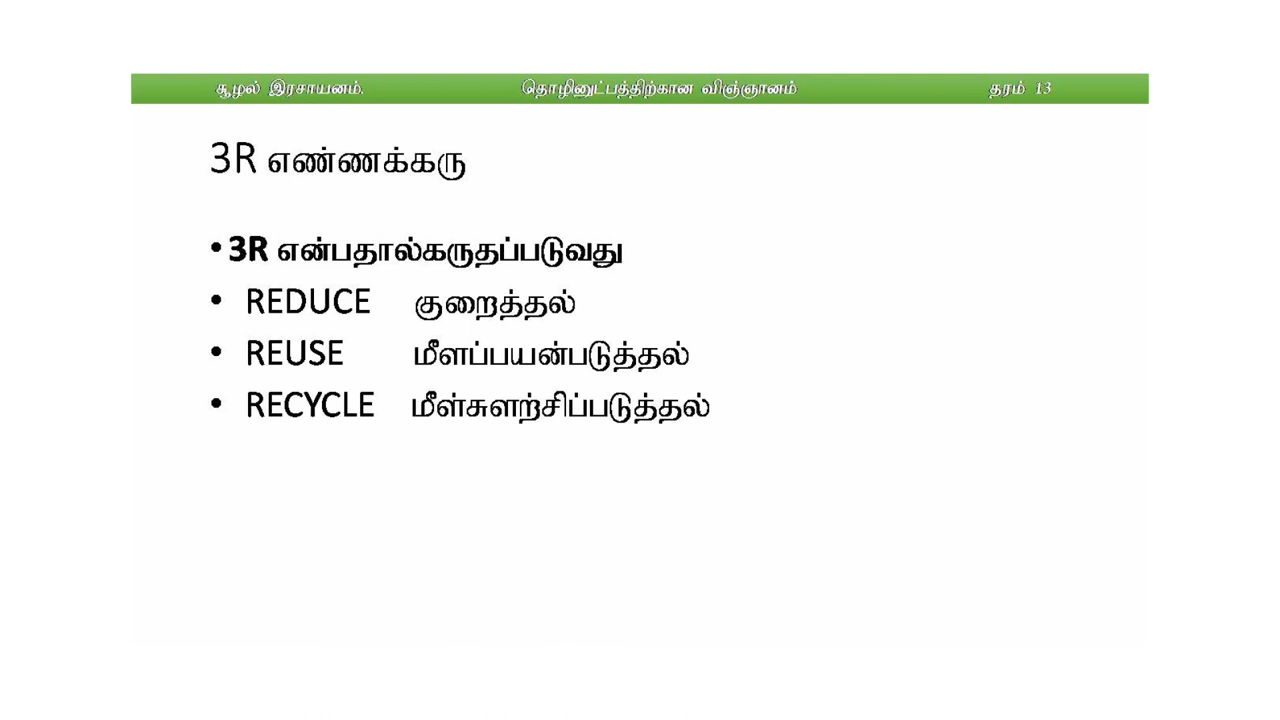 சூழல் இரசாயனம். தொழினுட்பத்திற்கான விஞ்ஞானம் தரம் 13
3R எண்ணக்கரு
• 3R என்பதால்கருதப்படுவது
• REDUCE குறைத்தல்
• REUSE மீளப்பயன்படுத்தல்
• RECYCLE மீள்சுளற்சிப்படுத்தல்